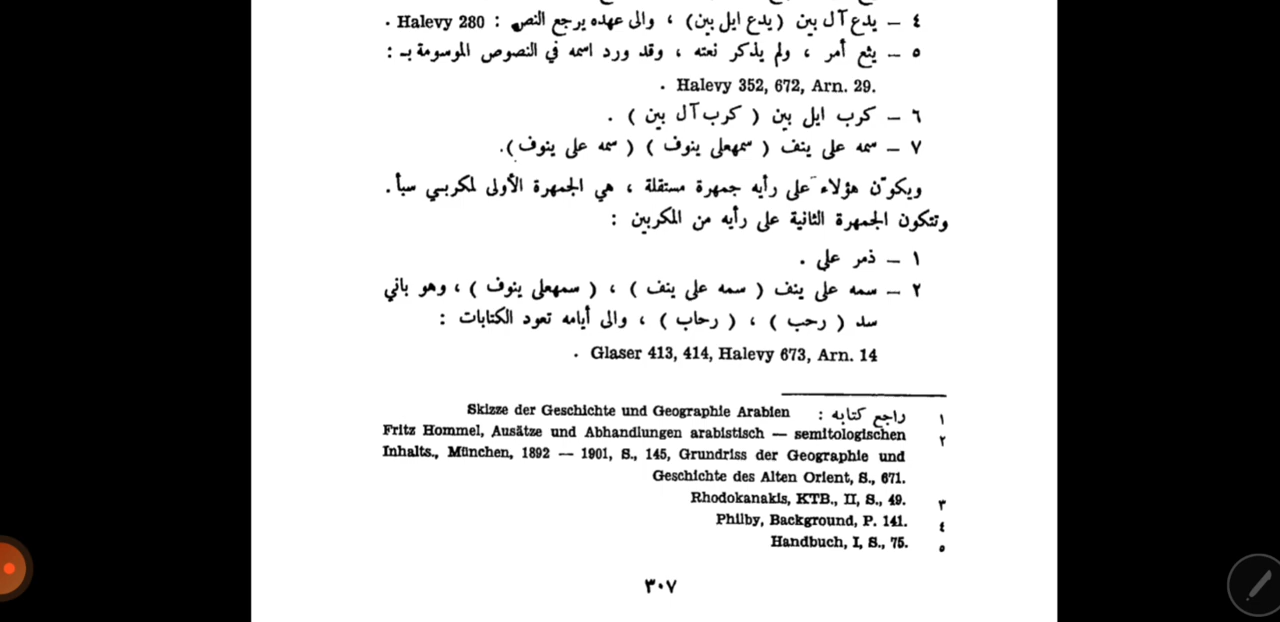 ٤ – يدع آل بين (يدع ايل بين) ، والى عهده يرجع النص : Halevy 280 .
٥ – يثع أمر ، ولم يذكر نعته ، وقد ورد اسمه في النصوص الموسومة بـ :
Halevy 352, 672, Arn. 29. .
٦ – كرب ايل بين ( كرب آل بين ) .
٧ – سمه على ينف ( سمهعلى ينوف ) ( سمه على ينوف ).
ويكوّن هؤلاء على رأيه جمهرة مستقلة ، هي الجمهرة الأولى لمكربي سبأ .
وتتكون الجمهرة الثانية على رأيه من المكربين :
١ – ذمر على .
٢ – سمه على ينف ( سمه على ينف ) ، ( سمهعلى ينوف ) ، وهو باني
سد ( رحب ) ، ( رحاب ) ، والى أيامه تعود الكتابات :
Glaser 413, 414, Halevy 673, Arn. 14 .
١ راجع كتابه : Skizze der Geschichte und Geographie Arabien
٢ Fritz Hommel, Ausätze und Abhandlungen arabistisch — semitologischen
Inhalts., München, 1892 — 1901, S., 145, Grundriss der Geographie und
Geschichte des Alten Orient, S., 671.
٣ Rhodokanakis, KTB., II, S., 49.
٤ Philby, Background, P. 141.
٥ Handbuch, I, S., 75.
٣٠٧